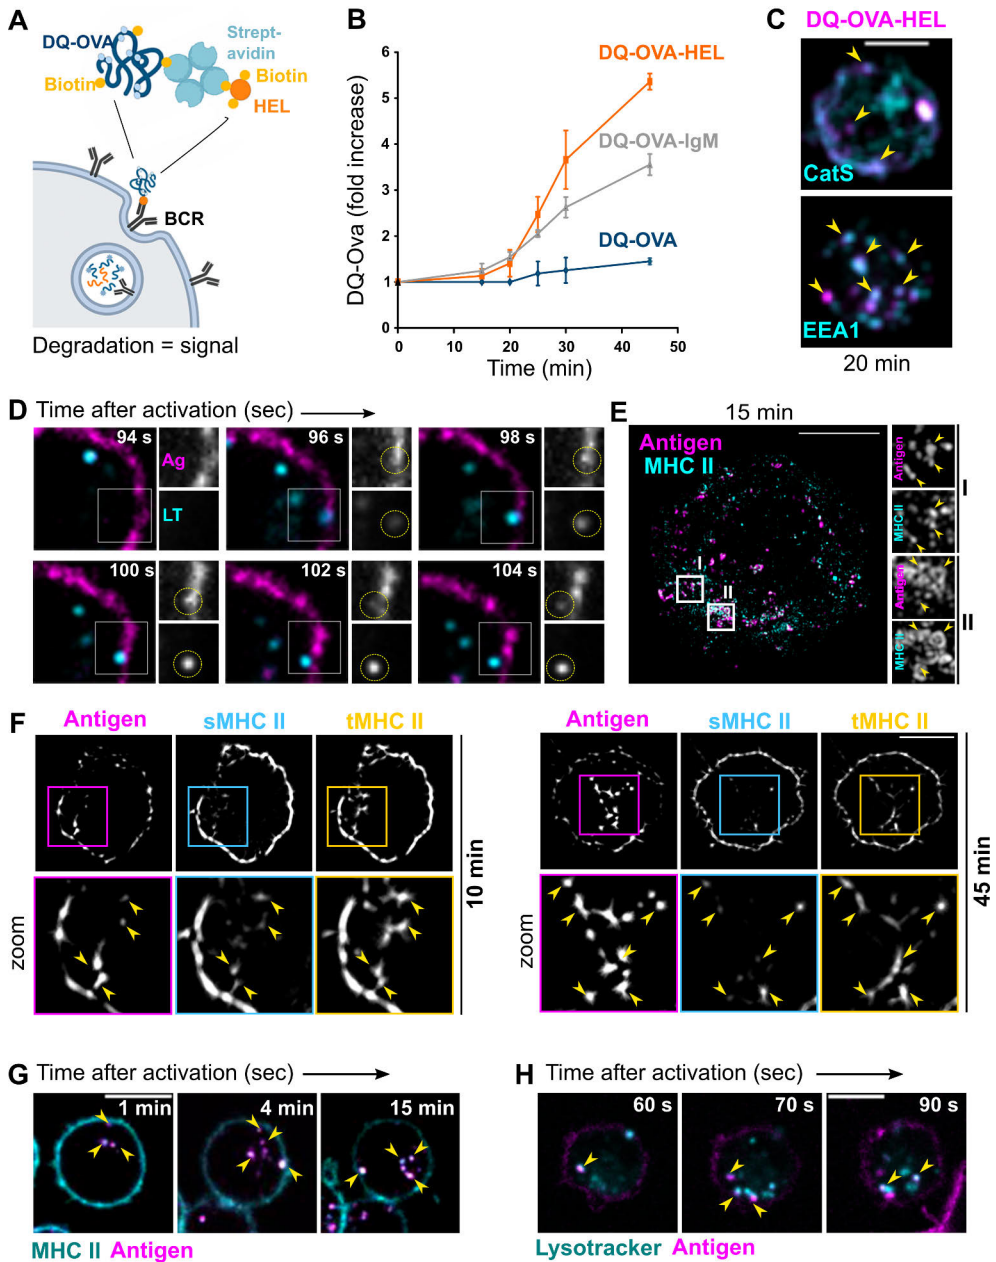 A
DQ-OVA
Strept-
avidin
Biotin
Biotin
HEL
BCR
Degradation = signal
B
DQ-Ova (fold increase)
6
5
4
3
2
1
0
0
10
20
30
40
50
Time (min)
DQ-OVA-HEL
DQ-OVA-IgM
DQ-OVA
C
DQ-OVA-HEL
CatS
EEA1
20 min
D
Time after activation (sec)
94 s
Ag
LT
96 s
98 s
100 s
102 s
104 s
E
15 min
Antigen
MHC II
I
II
Antigen
MHC II
I
Antigen
MHC II
II
F
Antigen
sMHC II
tMHC II
10 min
zoom
Antigen
sMHC II
tMHC II
45 min
zoom
G
Time after activation (sec)
1 min
4 min
15 min
MHC II Antigen
H
Time after activation (sec)
60 s
70 s
90 s
Lysotracker Antigen